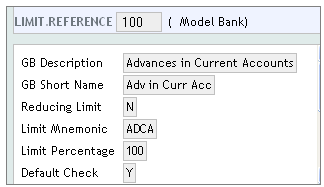 LIMIT.REFERENCE 100 ( Model Bank)
GB Description Advances in Current Accounts
GB Short Name Adv in Curr Acc
Reducing Limit N
Limit Mnemonic ADCA
Limit Percentage 100
Default Check Y